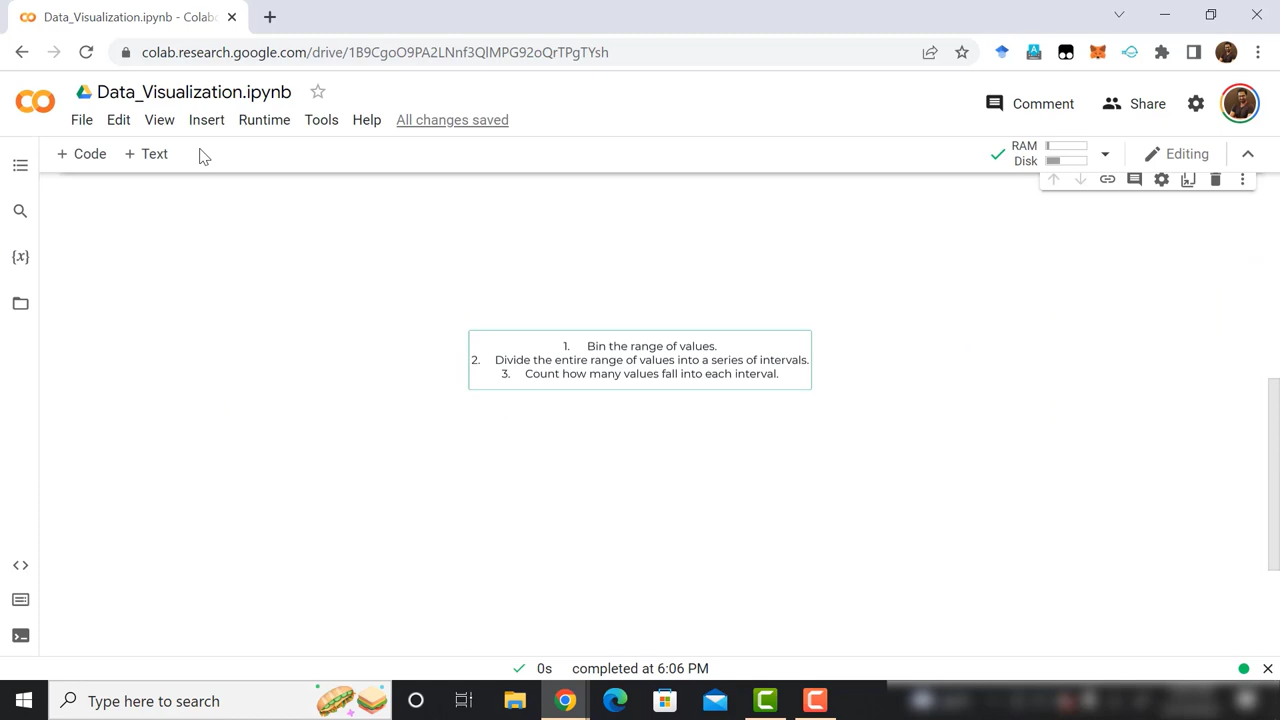 Data_Visualization.ipynb - Colab
colab.research.google.com/drive/1B9CgoO9PA2LNnf3QlMPG92oQrTPgTYsh
Data_Visualization.ipynb
File Edit View Insert Runtime Tools Help All changes saved
Comment Share
+ Code + Text
RAM
Disk
Editing
{x}
1. Bin the range of values.
2. Divide the entire range of values into a series of intervals.
3. Count how many values fall into each interval.
0s completed at 6:06 PM
Type here to search